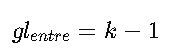 gl_{entre} = k − 1